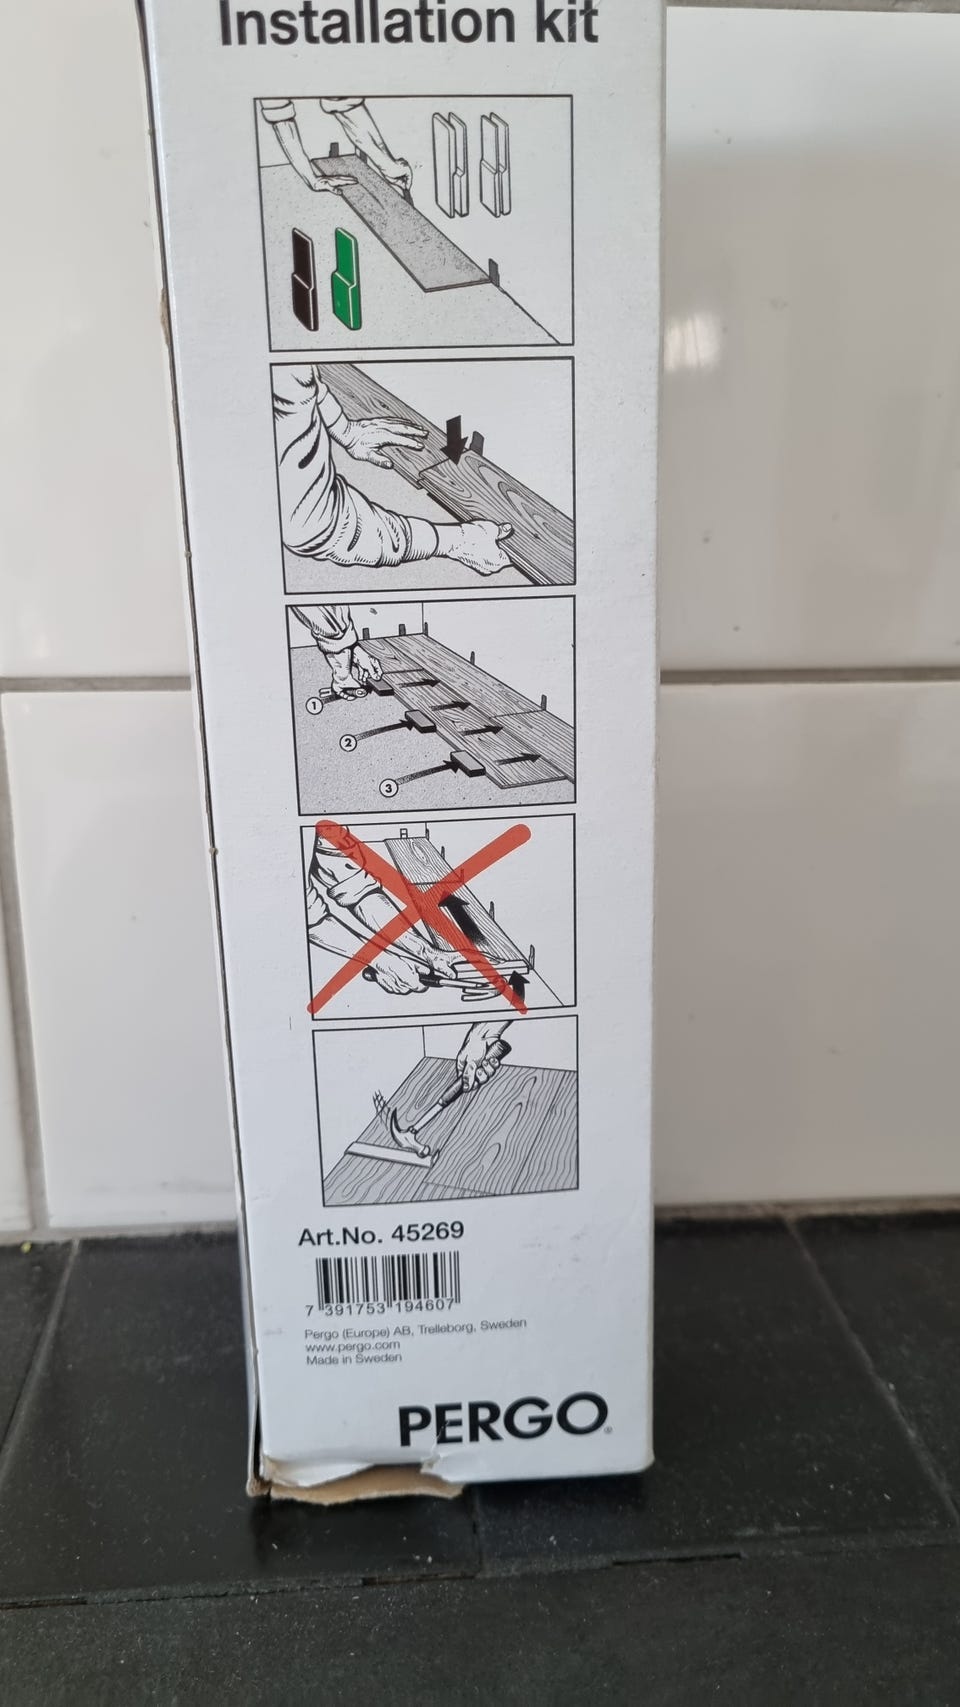 Installation kit
1
2
3
Art.No. 45269
7 391753 194607
Pergo (Europe) AB, Trelleborg, Sweden
www.pergo.com
Made in Sweden
PERGO®